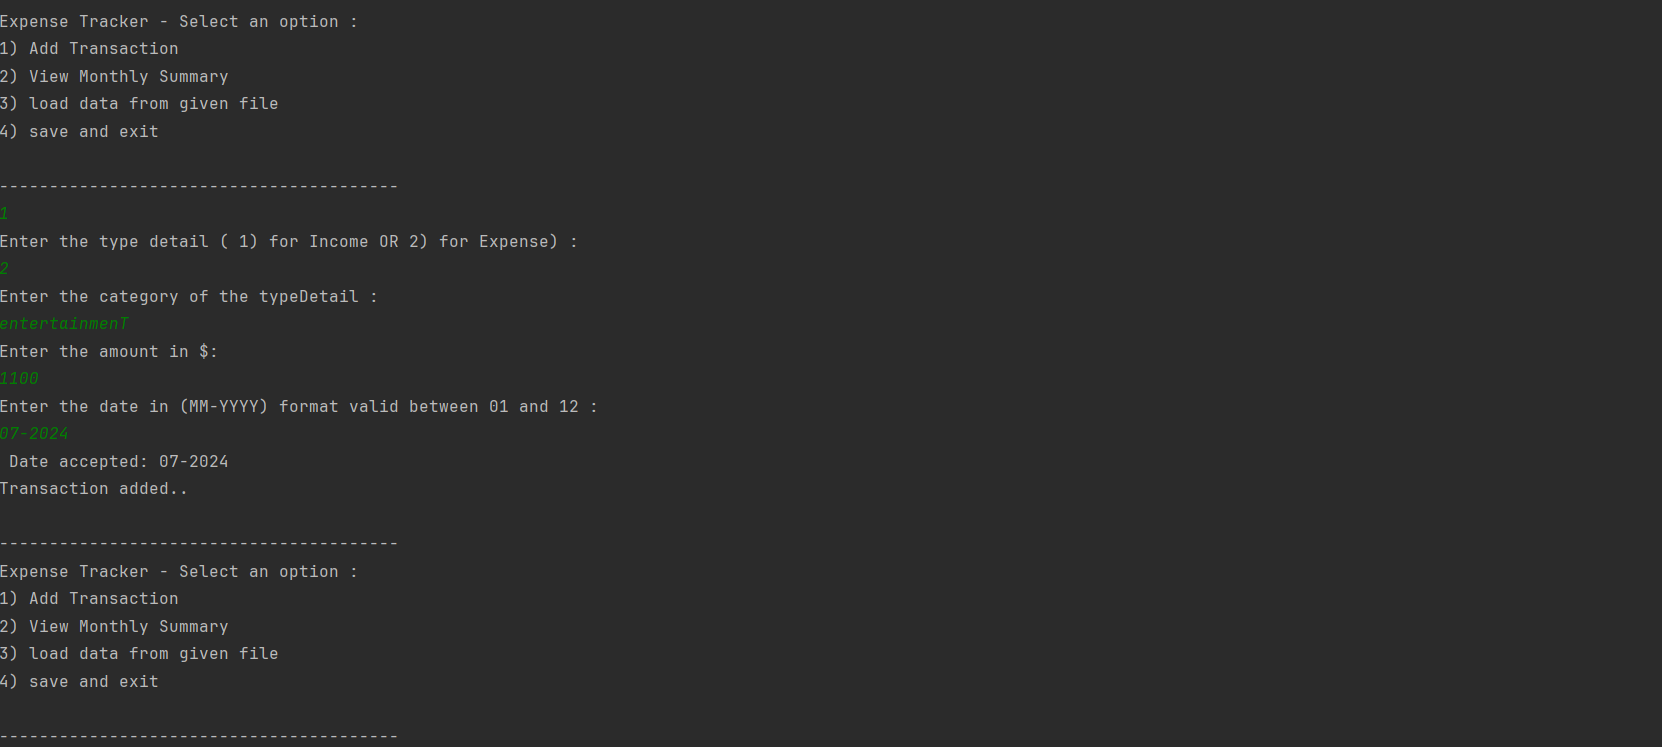 Expense Tracker - Select an option :
1) Add Transaction
2) View Monthly Summary
3) load data from given file
4) save and exit
----------------------------------------
1
Enter the type detail ( 1) for Income OR 2) for Expense) :
2
Enter the category of the typeDetail :
entertainmenT
Enter the amount in $:
1100
Enter the date in (MM-YYYY) format valid between 01 and 12 :
07-2024
Date accepted: 07-2024
Transaction added..
----------------------------------------
Expense Tracker - Select an option :
1) Add Transaction
2) View Monthly Summary
3) load data from given file
4) save and exit
----------------------------------------